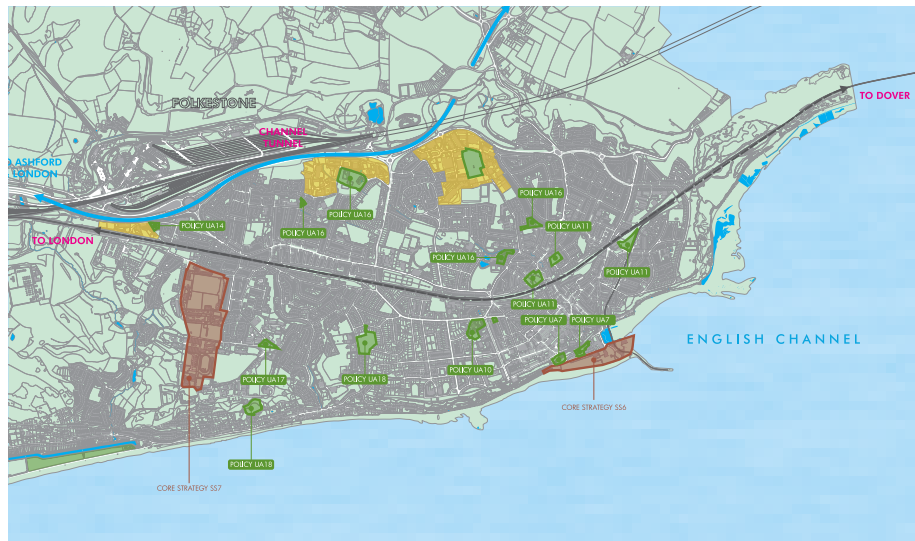 FOLKESTONE
TO DOVER
CHANNEL
TUNNEL
ASHFORD
LONDON
POLICY UA14
POLICY UA16
POLICY UA16
POLICY UA16
POLICY UA11
TO LONDON
POLICY UA16
POLICY UA11
POLICY UA11
POLICY UA7
POLICY UA7
ENGLISH CHANNEL
POLICY UA17
POLICY UA18
POLICY UA10
CORE STRATEGY SS6
POLICY UA18
CORE STRATEGY SS7